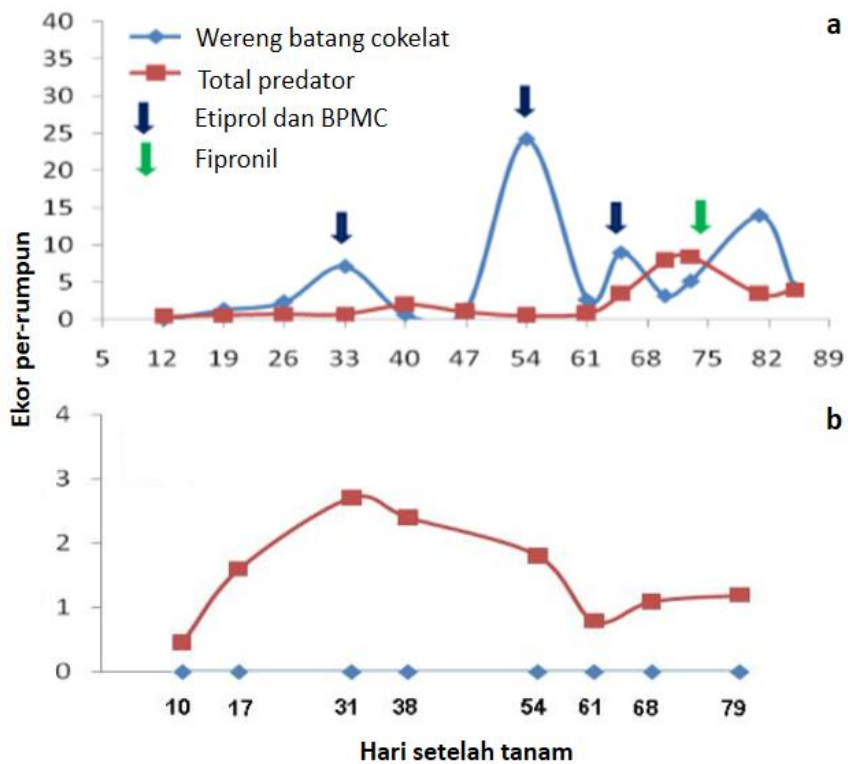 40
a
Wereng batang cokelat
35
Total predator
30
Etiprol dan BPMC
25
Fipronil
20
15
10
5
0
5 12 19 26 33 40 47 54 61 68 75 82 89
Ekor per-rumpun
4
b
3
2
1
0
10 17 31 38 54 61 68 79
Hari setelah tanam